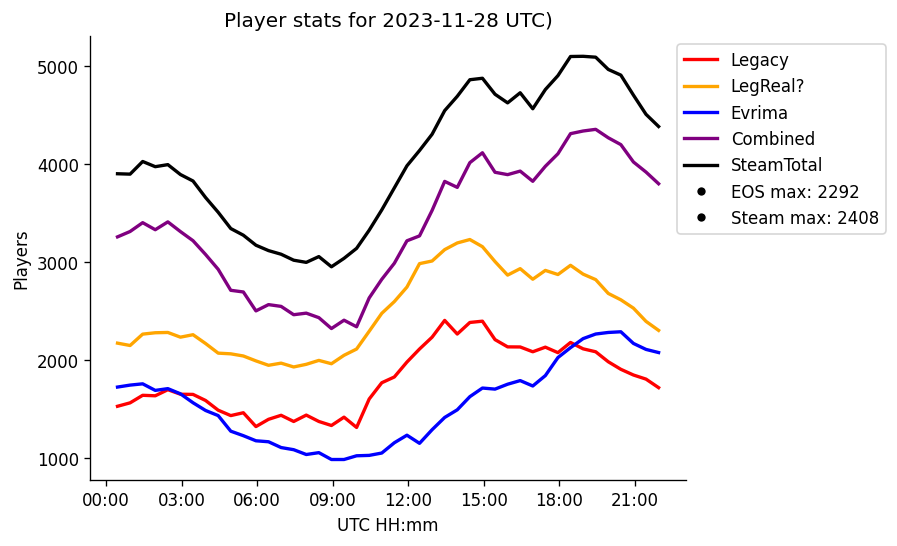 Player stats for 2023-11-28 UTC)
5000
4000
3000
2000
1000
Players
00:00 03:00 06:00 09:00 12:00 15:00 18:00 21:00
UTC HH:mm
Legacy
LegReal?
Evrima
Combined
SteamTotal
EOS max: 2292
Steam max: 2408